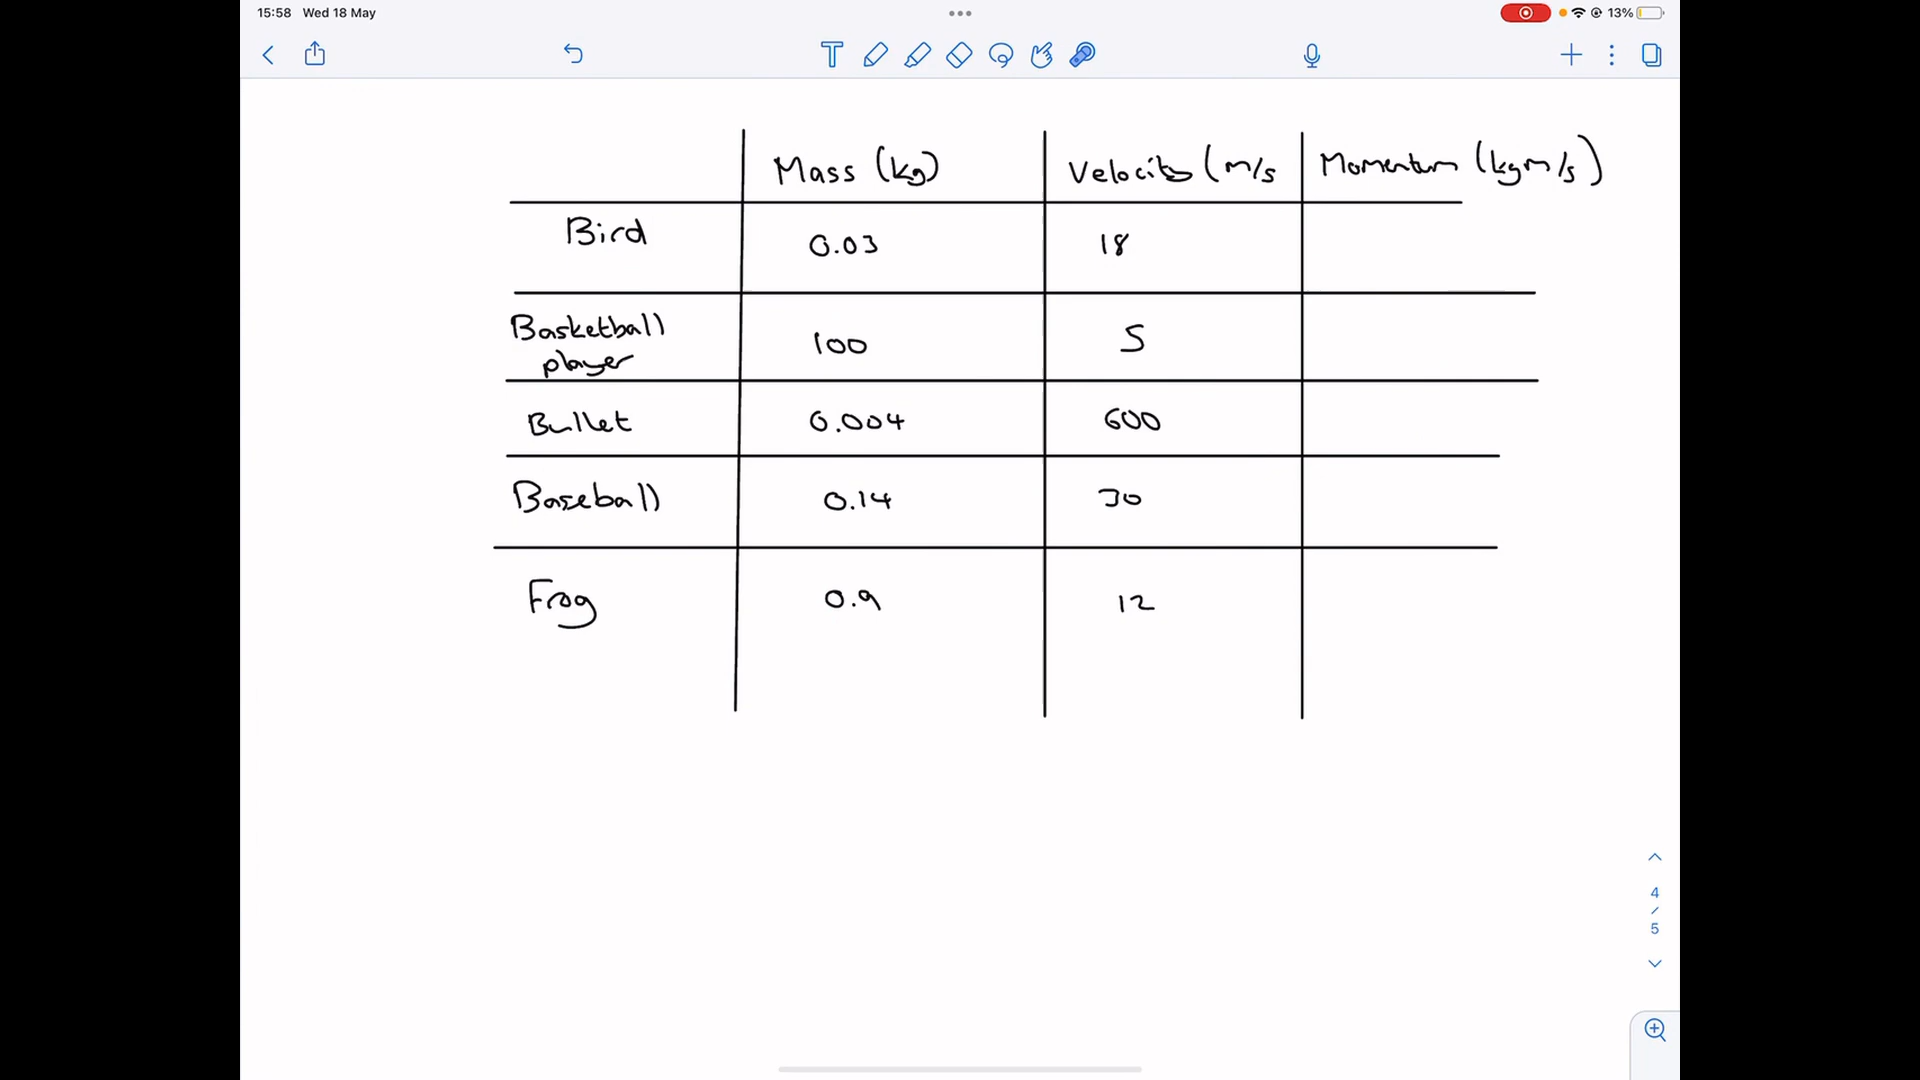 15:58 Wed 18 May
13%
T
Mass (kg) Velocity (m/s Momentum (kgm/s)
Bird 0.03 18
Basketball
player 100 5
Bullet 0.004 600
Baseball 0.14 30
Frog 0.9 12
4
/
5